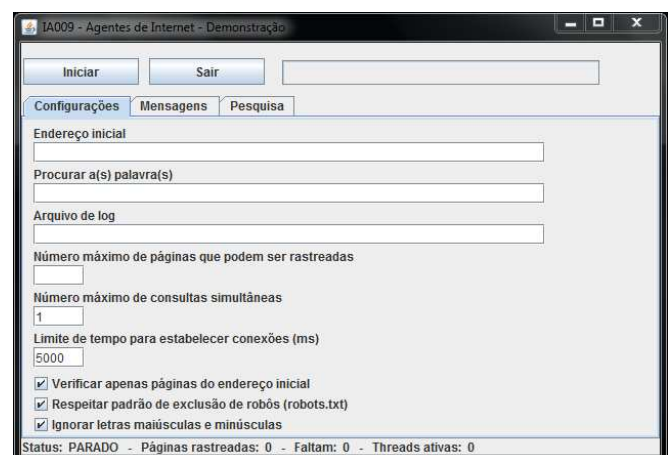 IA009 - Agentes de Internet - Demonstração
Iniciar Sair
Configurações Mensagens Pesquisa
Endereço inicial
Procurar a(s) palavra(s)
Arquivo de log
Número máximo de páginas que podem ser rastreadas
Número máximo de consultas simultâneas
1
Limite de tempo para estabelecer conexões (ms)
5000
Verificar apenas páginas do endereço inicial
Respeitar padrão de exclusão de robôs (robots.txt)
Ignorar letras maiúsculas e minúsculas
Status: PARADO - Páginas rastreadas: 0 - Faltam: 0 - Threads ativas: 0